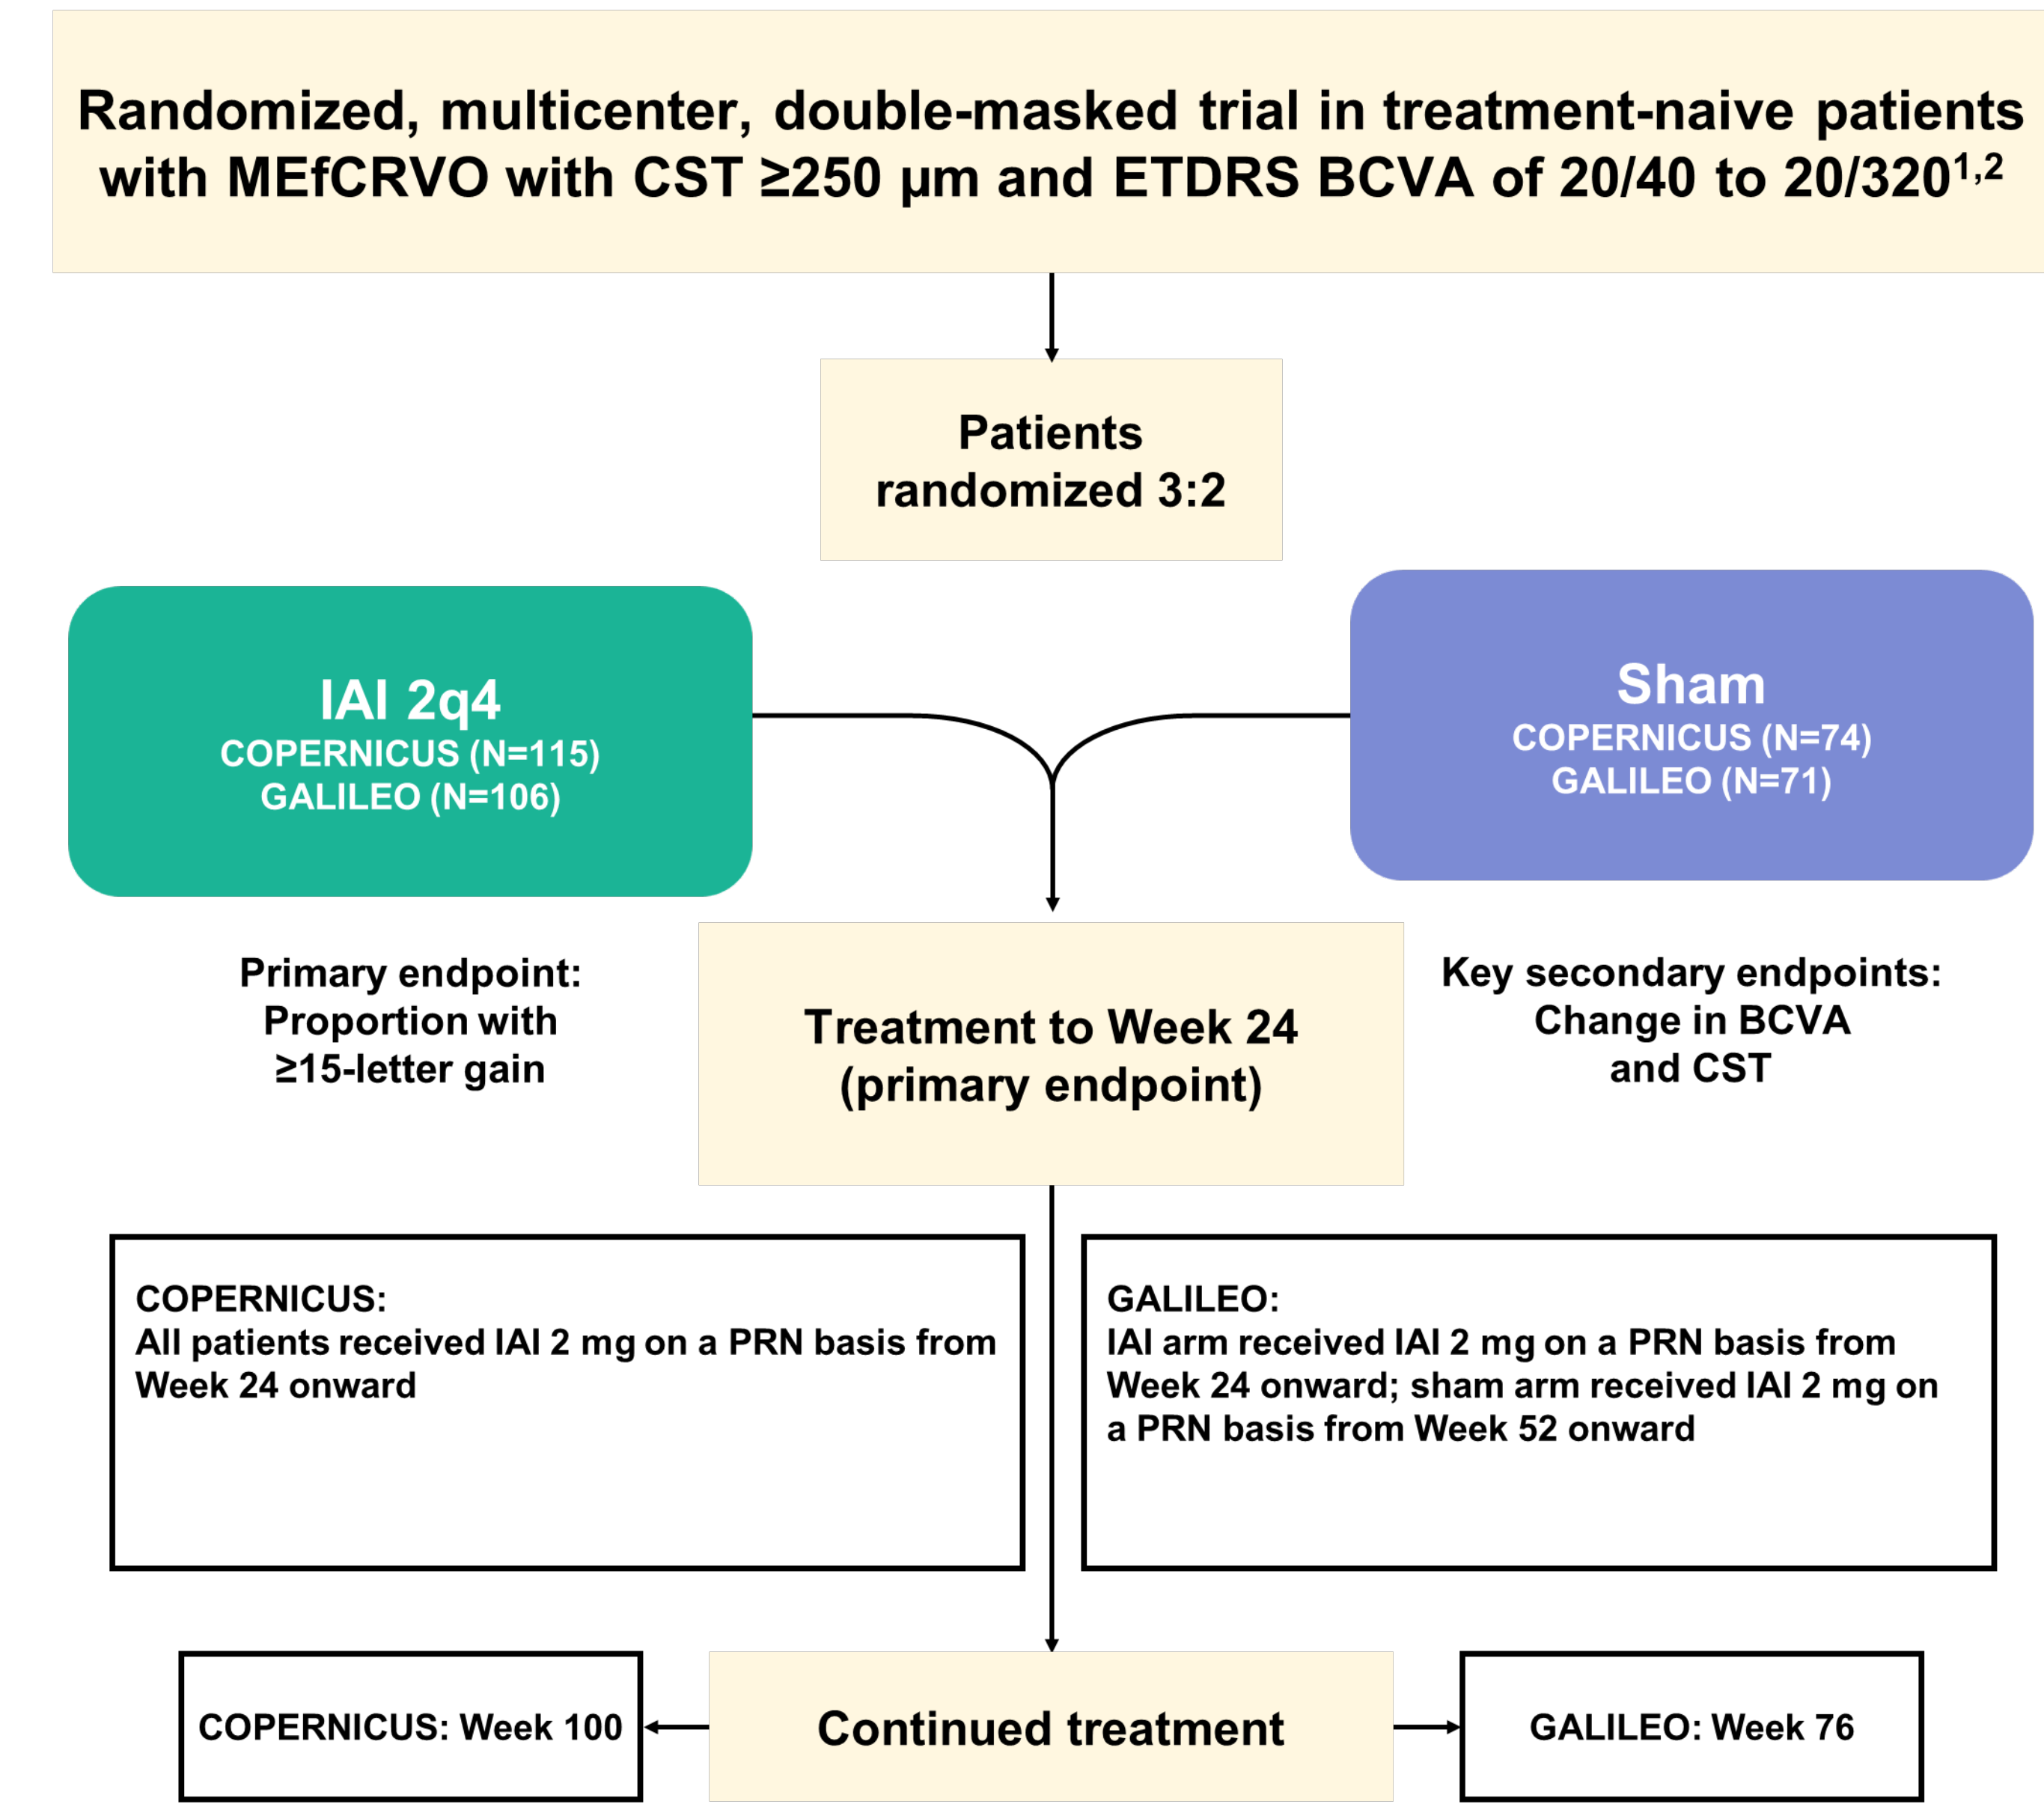 Randomized, multicenter, double-masked trial in treatment-naive patients
with MEfCRVO with CST ≥250 µm and ETDRS BCVA of 20/40 to 20/320¹,²
Patients
randomized 3:2
IAI 2q4
COPERNICUS (N=115)
GALILEO (N=106)
Sham
COPERNICUS (N=74)
GALILEO (N=71)
Primary endpoint:
Proportion with
≥15-letter gain
Treatment to Week 24
(primary endpoint)
Key secondary endpoints:
Change in BCVA
and CST
COPERNICUS:
All patients received IAI 2 mg on a PRN basis from
Week 24 onward
GALILEO:
IAI arm received IAI 2 mg on a PRN basis from
Week 24 onward; sham arm received IAI 2 mg on
a PRN basis from Week 52 onward
COPERNICUS: Week 100
Continued treatment
GALILEO: Week 76